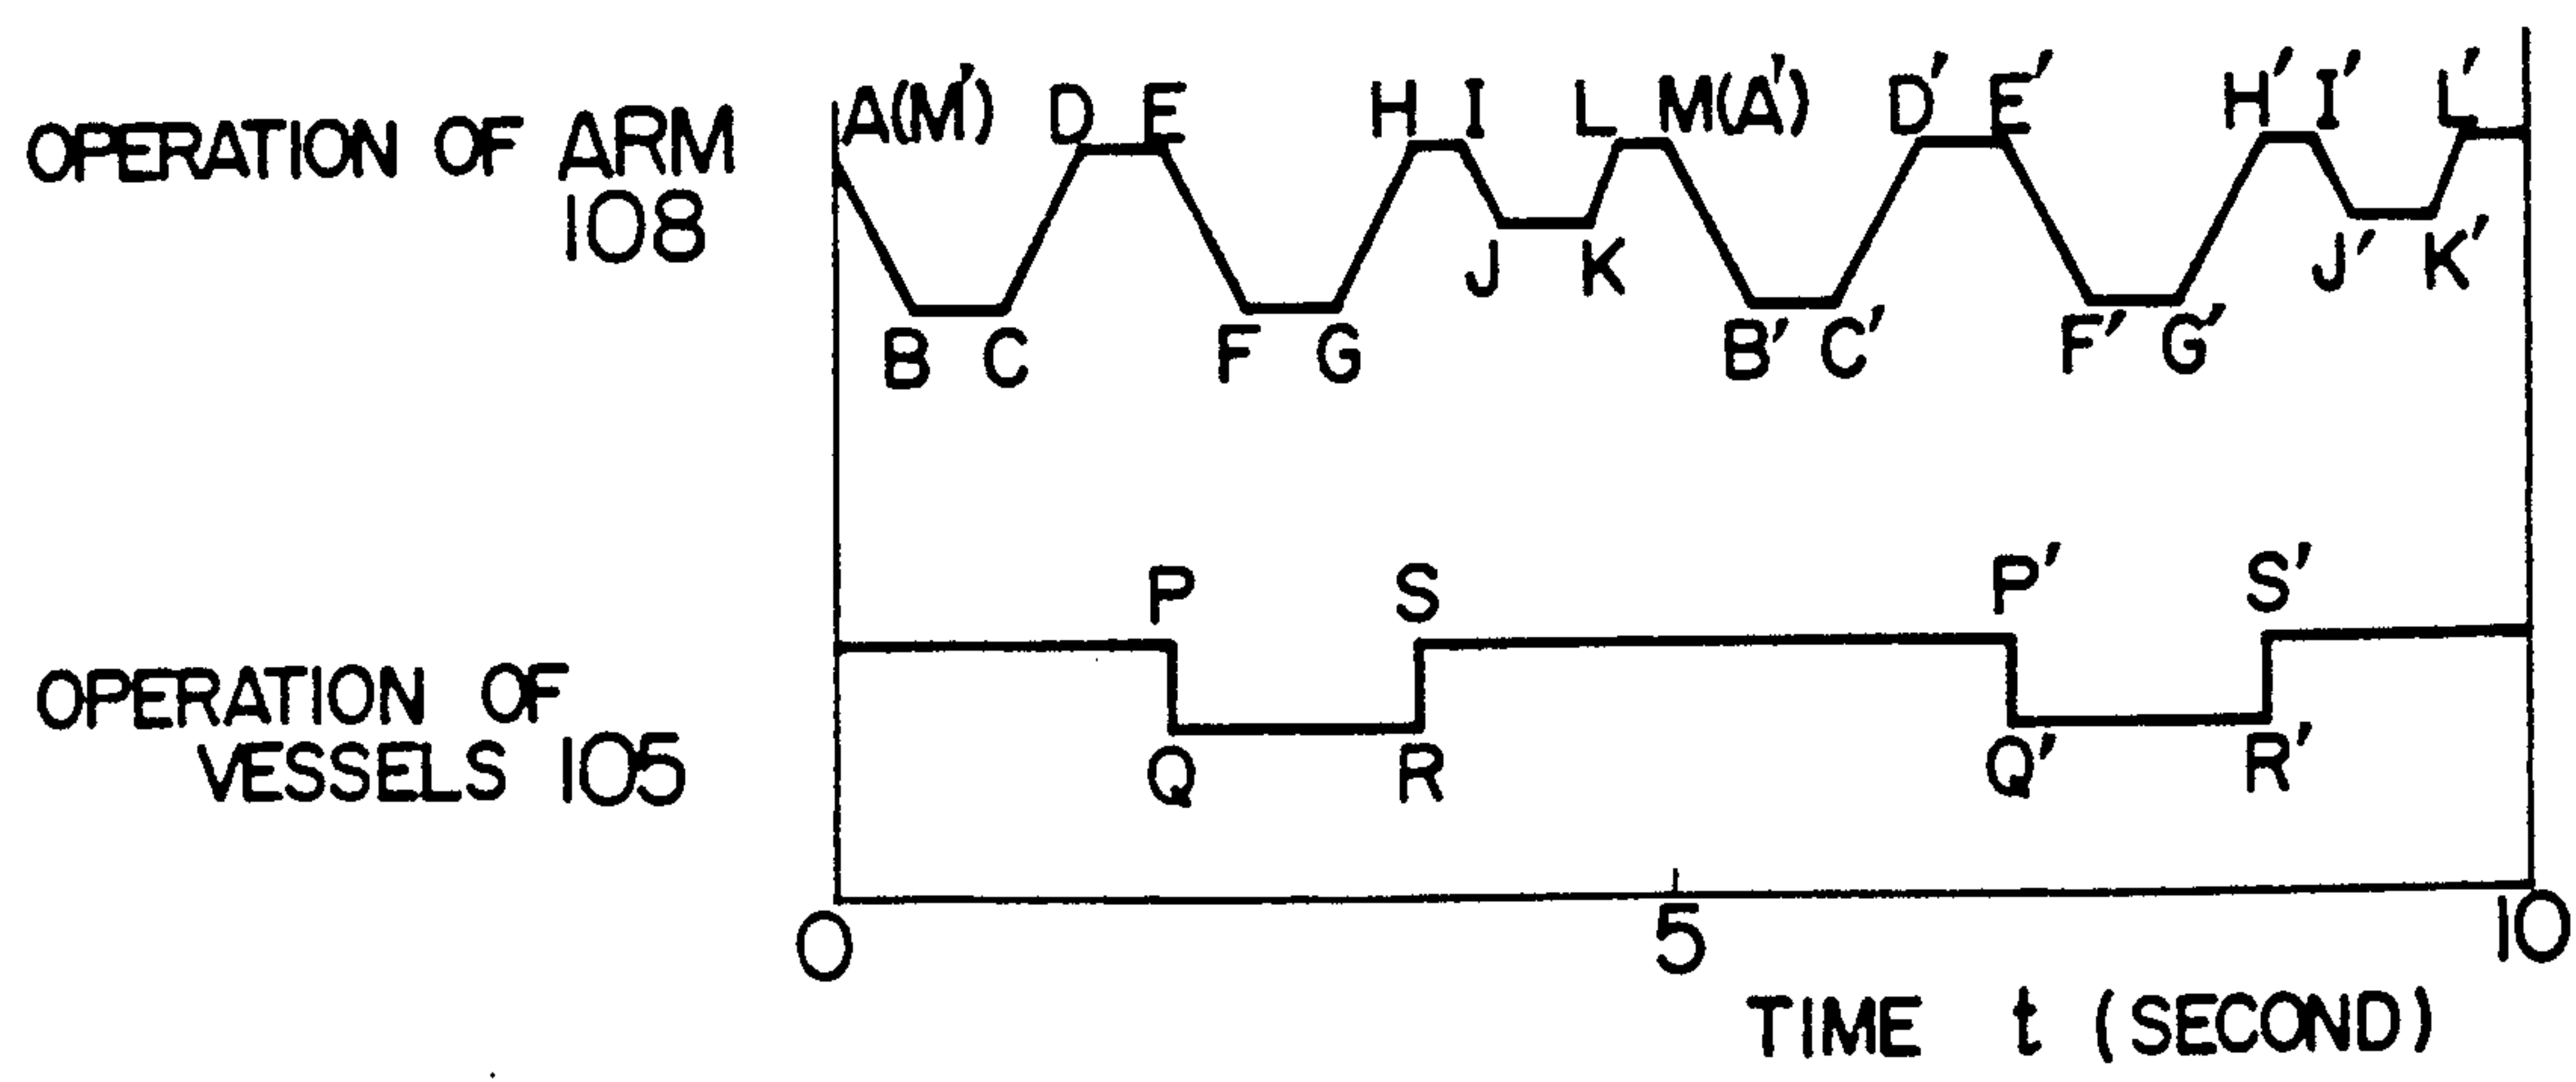 OPERATION OF ARM
108
A(M') D E H I L M(A') D' E' H' I' L'
J K J' K'
B C F G B' C' F' G'
P S P' S'
OPERATION OF
VESSELS 105
Q R Q' R'
0 5 10
TIME t (SECOND)